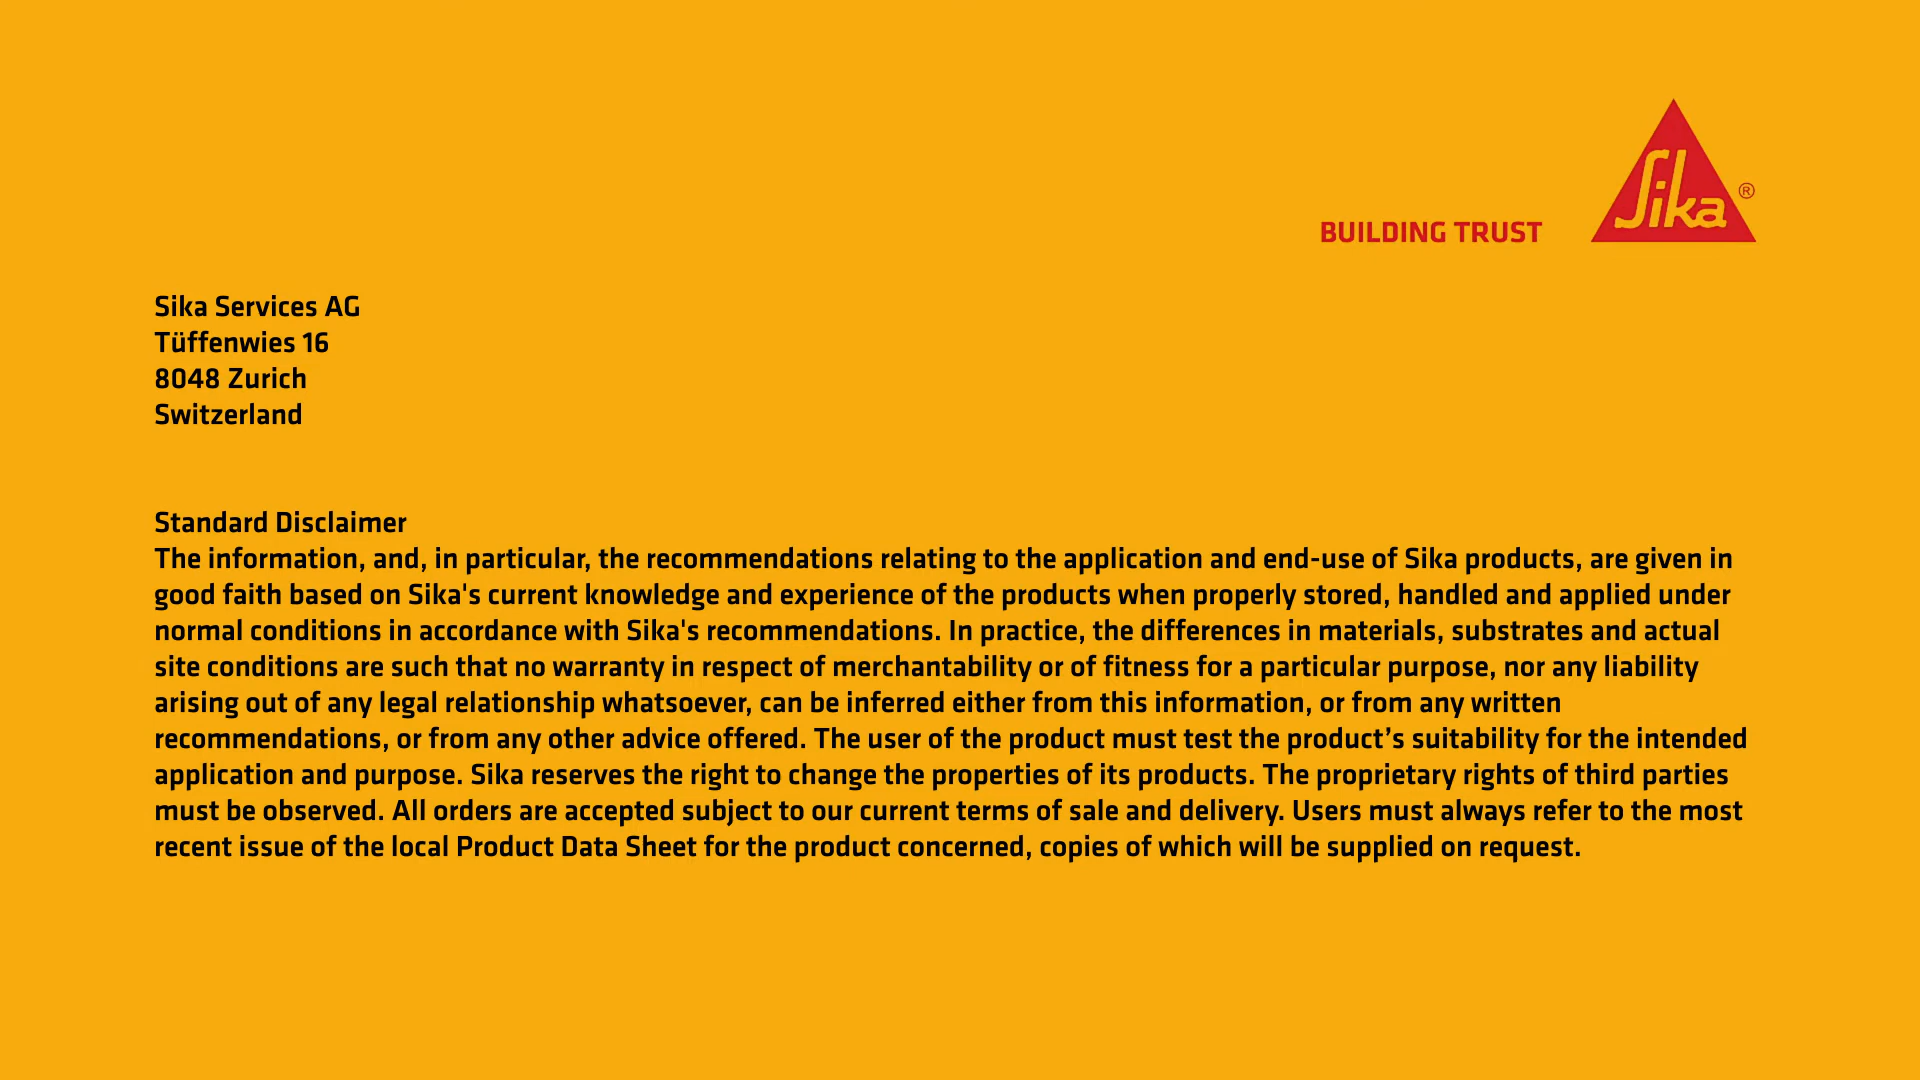 Sika®
BUILDING TRUST
Sika Services AG
Tüffenwies 16
8048 Zurich
Switzerland
Standard Disclaimer
The information, and, in particular, the recommendations relating to the application and end-use of Sika products, are given in
good faith based on Sika's current knowledge and experience of the products when properly stored, handled and applied under
normal conditions in accordance with Sika's recommendations. In practice, the differences in materials, substrates and actual
site conditions are such that no warranty in respect of merchantability or of fitness for a particular purpose, nor any liability
arising out of any legal relationship whatsoever, can be inferred either from this information, or from any written
recommendations, or from any other advice offered. The user of the product must test the product’s suitability for the intended
application and purpose. Sika reserves the right to change the properties of its products. The proprietary rights of third parties
must be observed. All orders are accepted subject to our current terms of sale and delivery. Users must always refer to the most
recent issue of the local Product Data Sheet for the product concerned, copies of which will be supplied on request.